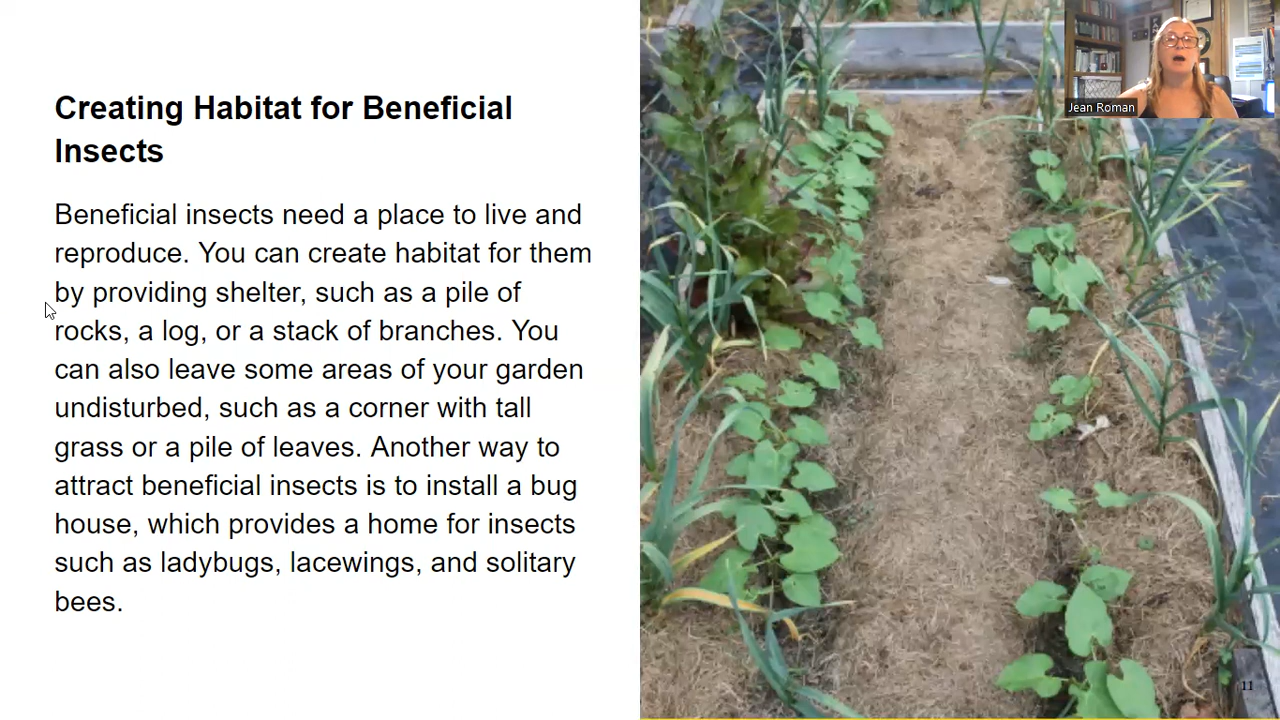 Creating Habitat for Beneficial
Insects
Beneficial insects need a place to live and
reproduce. You can create habitat for them
by providing shelter, such as a pile of
rocks, a log, or a stack of branches. You
can also leave some areas of your garden
undisturbed, such as a corner with tall
grass or a pile of leaves. Another way to
attract beneficial insects is to install a bug
house, which provides a home for insects
such as ladybugs, lacewings, and solitary
bees.
Jean Roman
11